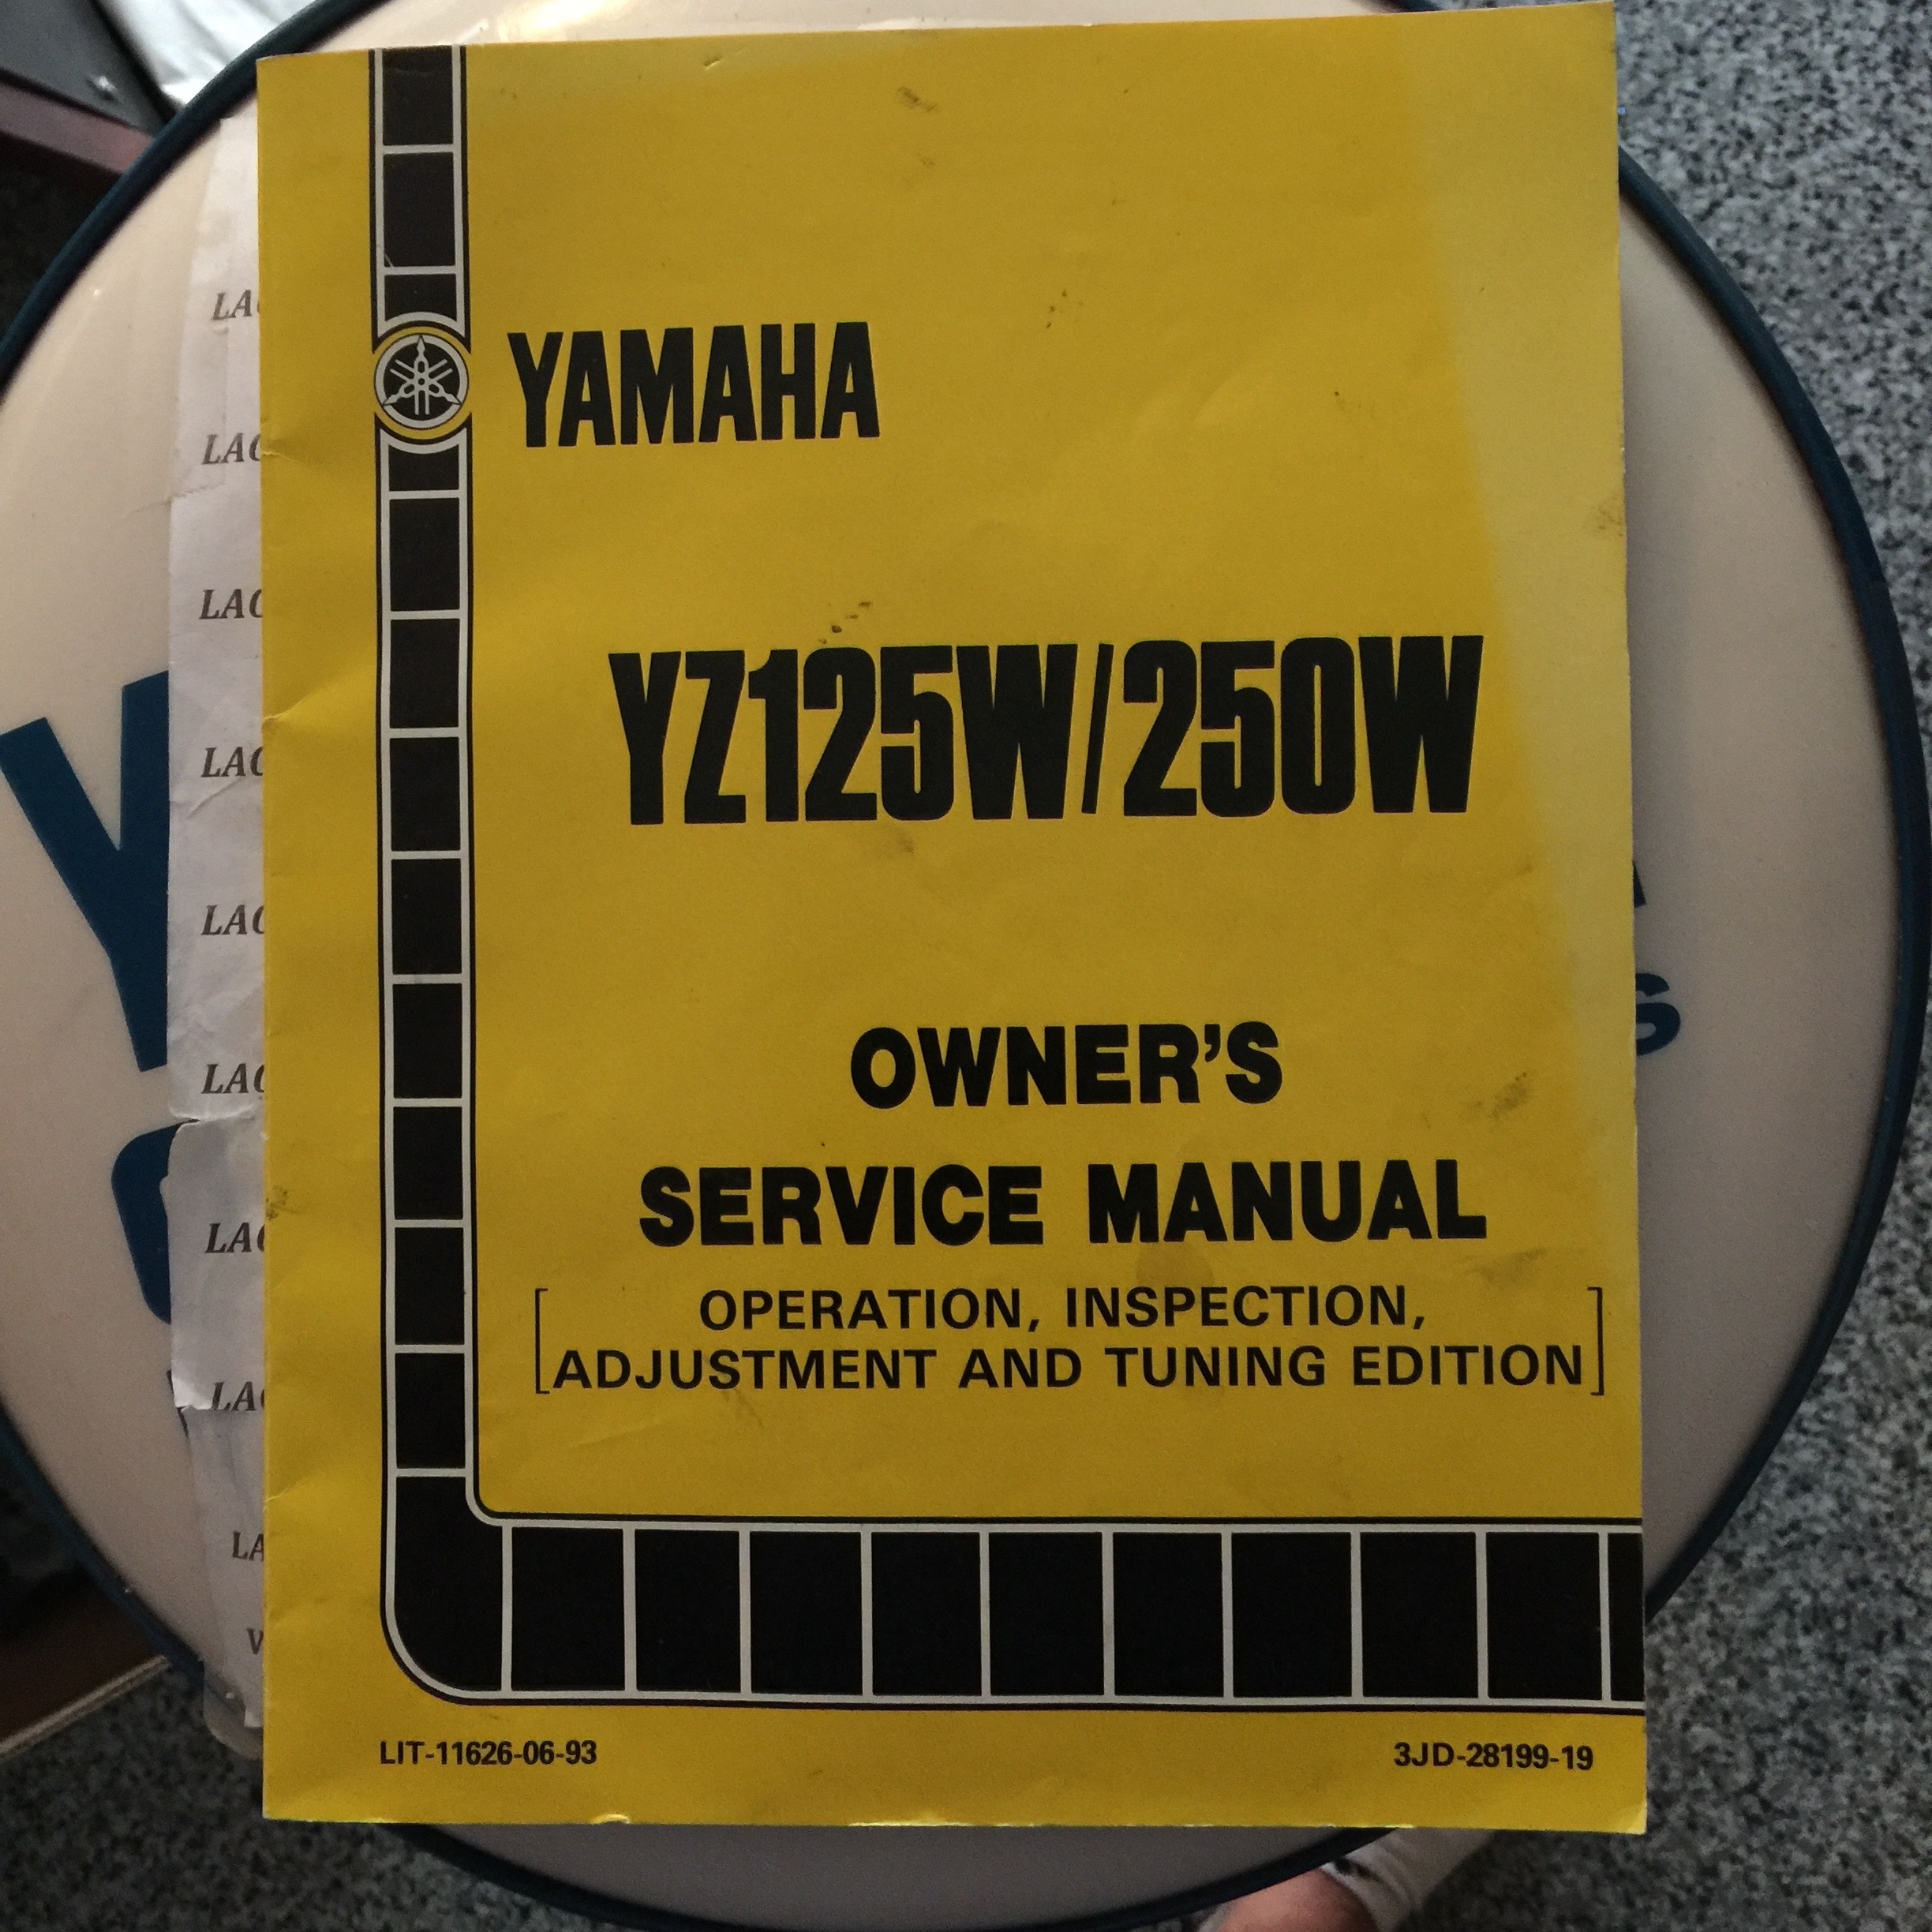 YAMAHA
YZ125W/250W
OWNER'S
SERVICE MANUAL
[OPERATION, INSPECTION,
ADJUSTMENT AND TUNING EDITION]
LIT-11626-06-93
3JD-28199-19